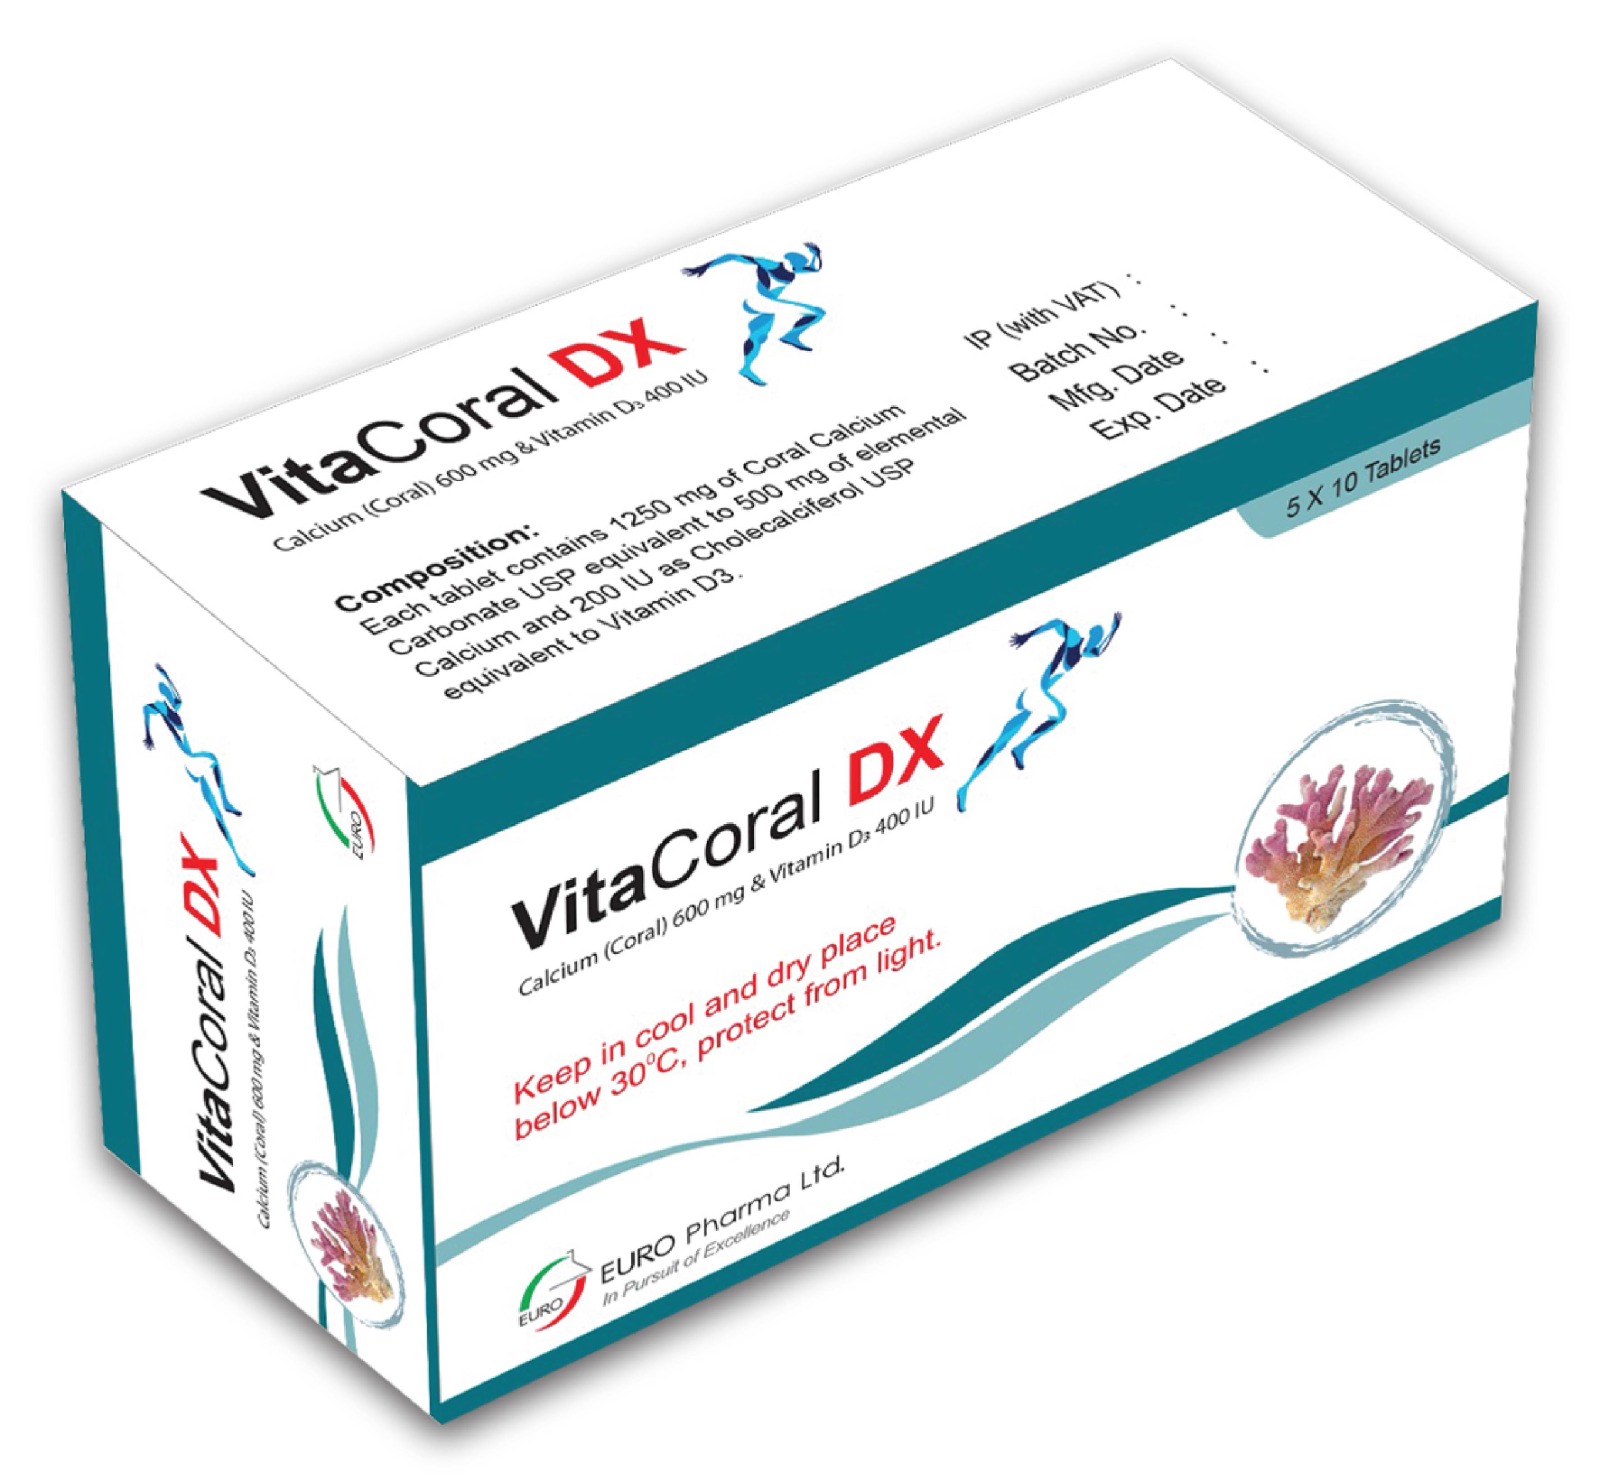 VitaCoral DX
Calcium (Coral) 600 mg & Vitamin D₃ 400 IU
Composition:
Each tablet contains 1250 mg of Coral Calcium
Carbonate USP equivalent to 500 mg of elemental
Calcium and 200 IU as Cholecalciferol USP
equivalent to Vitamin D3.
IP (with VAT) :
Batch No. :
Mfg. Date :
Exp. Date :
5 X 10 Tablets
VitaCoral DX
Calcium (Coral) 600 mg & Vitamin D₃ 400 IU
Keep in cool and dry place
below 30⁰C, protect from light.
EURO
EURO Pharma Ltd.
In Pursuit of Excellence
VitaCoral DX
Calcium (Coral) 600 mg & Vitamin D₃ 400 IU
EURO